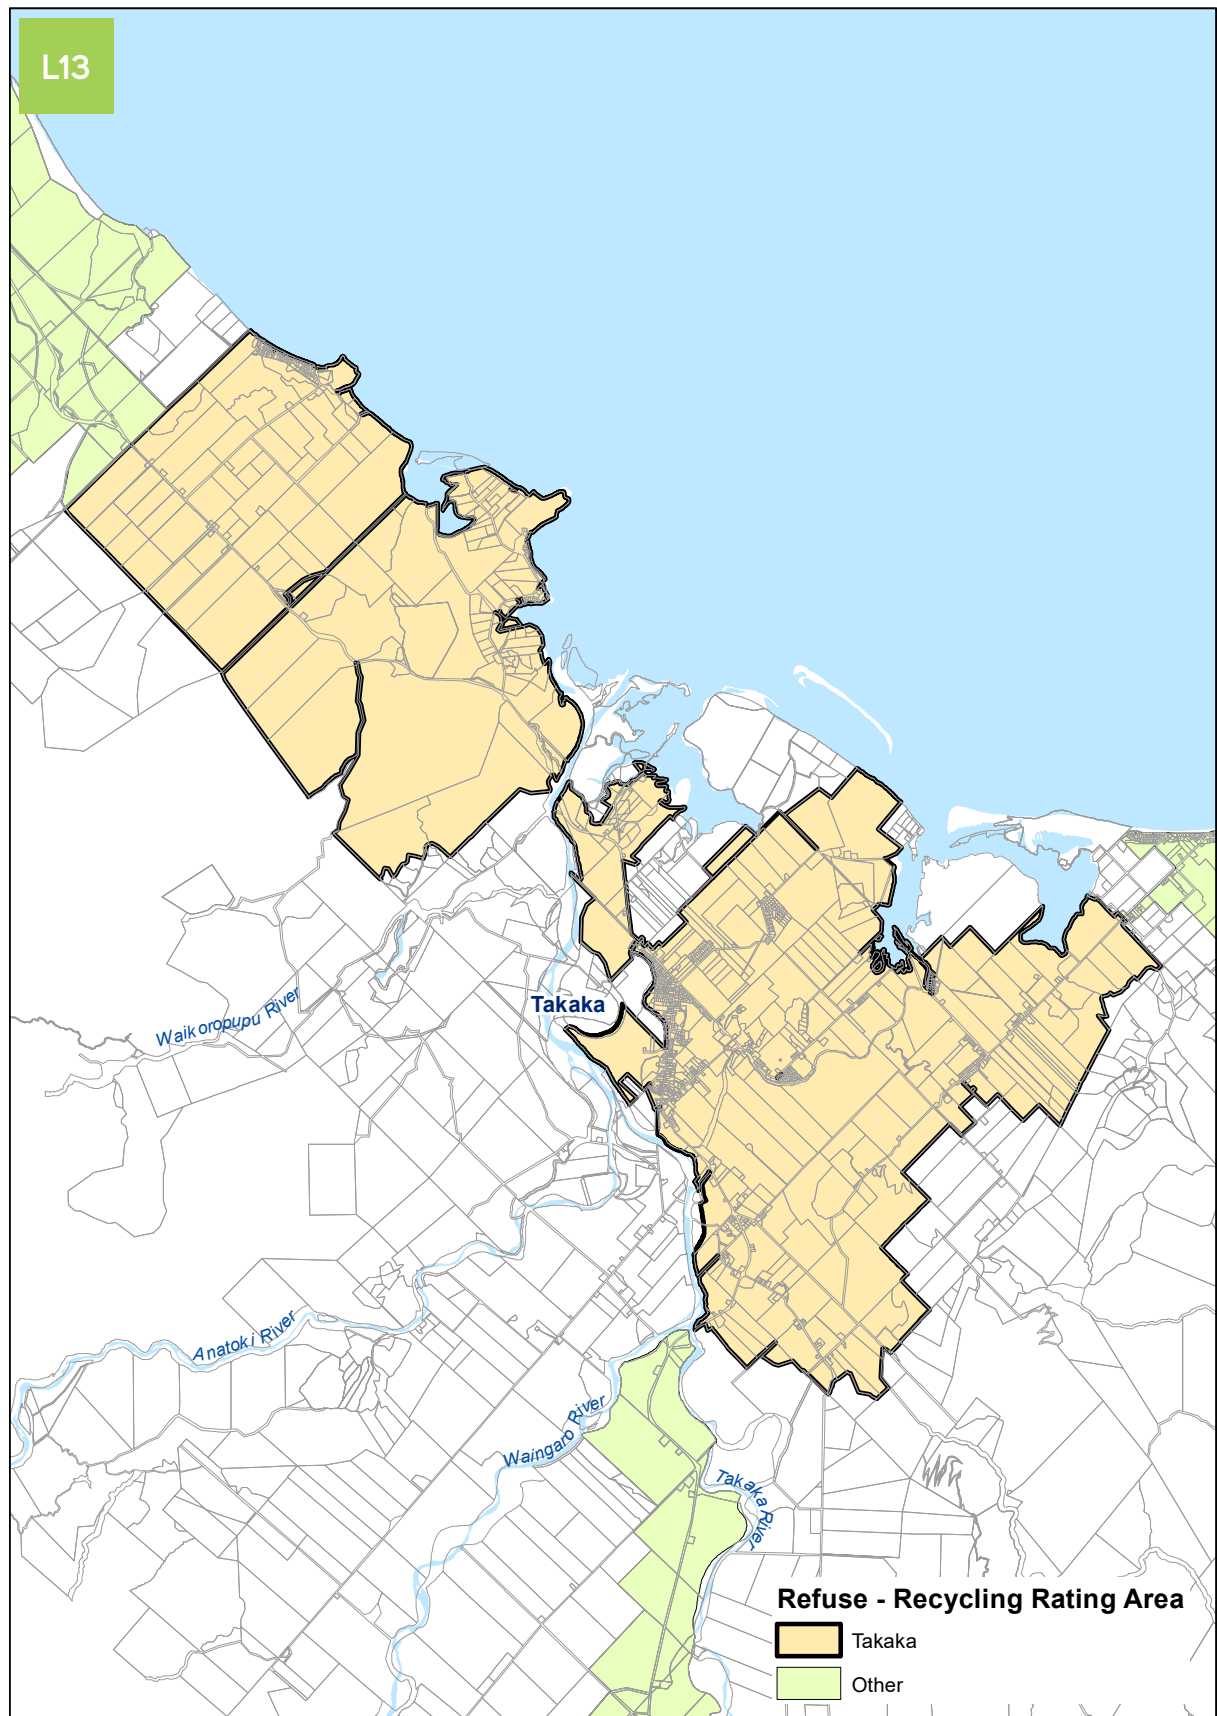 L13
Takaka
Waikoropupu River
Anatoki River
Waingaro River
Takaka River
Refuse - Recycling Rating Area
Takaka
Other